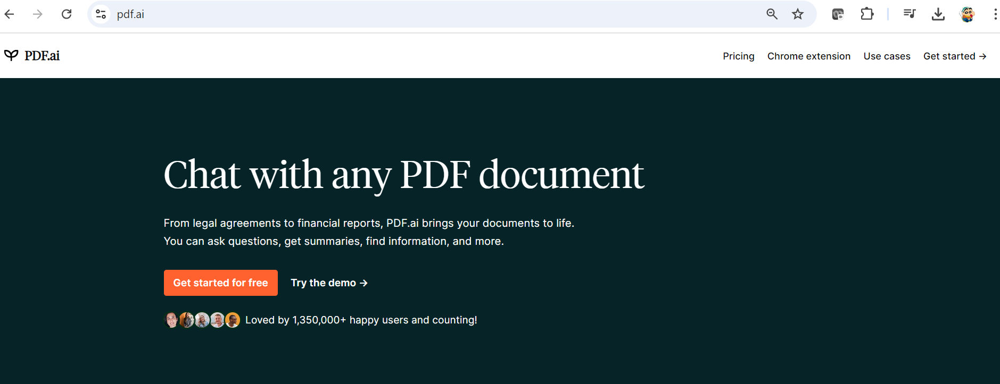 pdf.ai
PDF.ai
Pricing
Chrome extension
Use cases
Get started →
Chat with any PDF document
From legal agreements to financial reports, PDF.ai brings your documents to life.
You can ask questions, get summaries, find information, and more.
Get started for free
Try the demo →
Loved by 1,350,000+ happy users and counting!